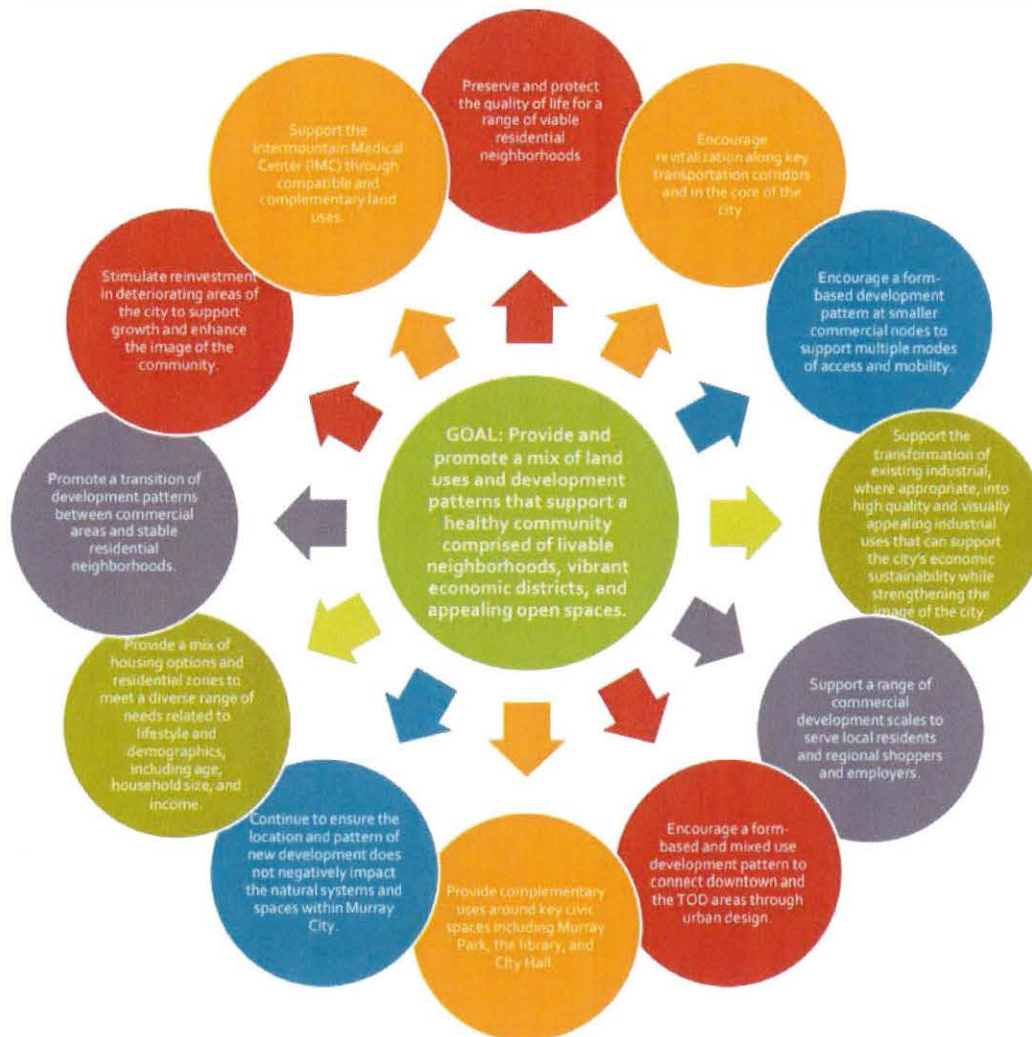 GOAL: Provide and
promote a mix of land
uses and development
patterns that support a
healthy community
comprised of livable
neighborhoods, vibrant
economic districts, and
appealing open spaces.
Preserve and protect
the quality of life for a
range of viable
residential
neighborhoods
Encourage
revitalization along key
transportation corridors
and in the core of the
city
Encourage a form-
based development
pattern at smaller
commercial nodes to
support multiple modes
of access and mobility.
Support the
transformation of
existing industrial,
where appropriate, into
high quality and visually
appealing industrial
uses that can support
the city's economic
sustainability while
strengthening the
image of the city.
Support a range of
commercial
development scales to
serve local residents
and regional shoppers
and employers.
Encourage a form-
based and mixed use
development pattern to
connect downtown and
the TOD areas through
urban design.
Provide complementary
uses around key civic
spaces including Murray
Park, the library, and
City Hall.
Continue to ensure the
location and pattern of
new development does
not negatively impact
the natural systems and
spaces within Murray
City.
Provide a mix of
housing options and
residential zones to
meet a diverse range of
needs related to
lifestyle and
demographics,
including age,
household size, and
income.
Promote a transition of
development patterns
between commercial
areas and stable
residential
neighborhoods.
Stimulate reinvestment
in deteriorating areas of
the city to support
growth and enhance
the image of the
community.
Support the
Intermountain Medical
Center (IMC) through
compatible and
complementary land
uses.